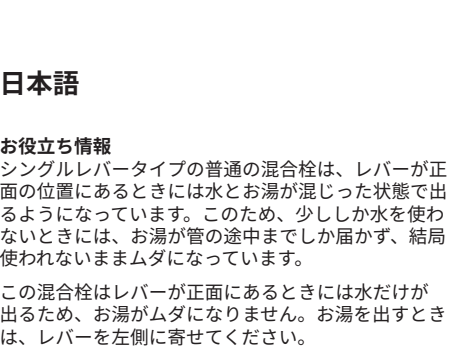 日本語
お役立ち情報
シングルレバータイプの普通の混合栓は、レバーが正
面の位置にあるときには水とお湯が混じった状態で出
るようになっています。このため、少ししか水を使わ
ないときには、お湯が管の途中までしか届かず、結局
使われないままムダになっています。
この混合栓はレバーが正面にあるときには水だけが
出るため、お湯がムダになりません。お湯を出すとき
は、レバーを左側に寄せてください。